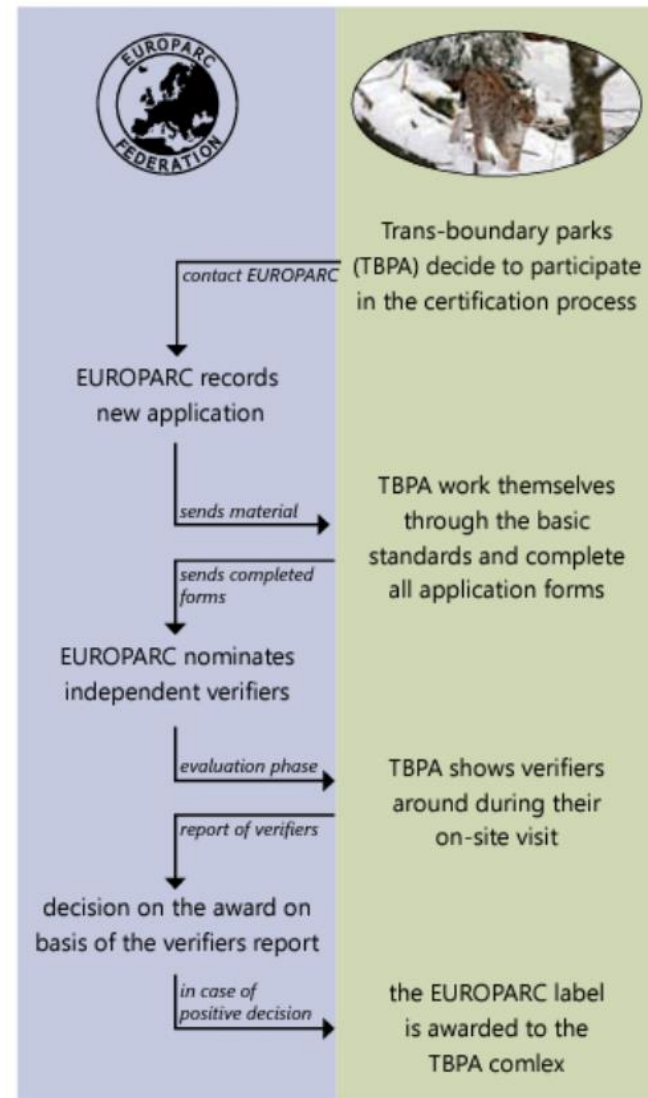 EUROPARC
FEDERATION
Trans-boundary parks
(TBPA) decide to participate
in the certification process
contact EUROPARC
EUROPARC records
new application
sends material
TBPA work themselves
through the basic
standards and complete
all application forms
sends completed
forms
EUROPARC nominates
independent verifiers
evaluation phase
TBPA shows verifiers
around during their
on-site visit
report of verifiers
decision on the award on
basis of the verifiers report
in case of
positive decision
the EUROPARC label
is awarded to the
TBPA comlex